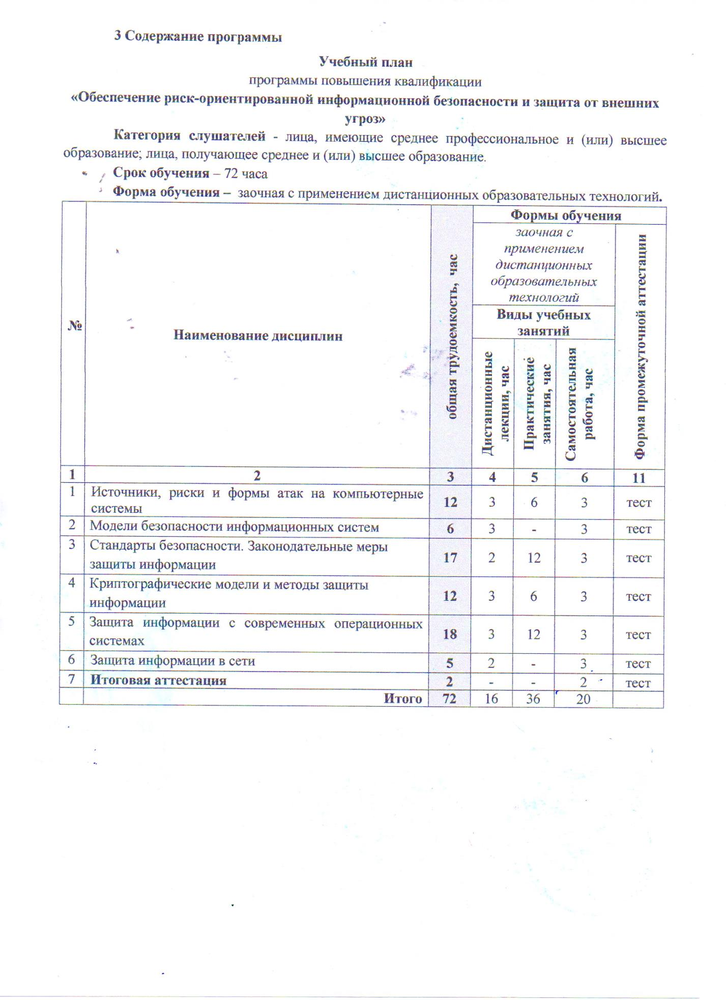 3 Содержание программы
Учебный план
программы повышения квалификации
«Обеспечение риск-ориентированной информационной безопасности и защита от внешних
угроз»
Категория слушателей - лица, имеющие среднее профессиональное и (или) высшее
образование; лица, получающее среднее и (или) высшее образование.
Срок обучения – 72 часа
Форма обучения – заочная с применением дистанционных образовательных технологий.
№
Наименование дисциплин
общая трудоемкость, час
Формы обучения
заочная с
применением
дистанционных
образовательных
технологий
Виды учебных
занятий
Дистанционные
лекции, час
Практические
занятия, час
Самостоятельная
работа, час
Форма промежуточной аттестации
1 2 3 4 5 6 11
1 Источники, риски и формы атак на компьютерные
системы 12 3 6 3 тест
2 Модели безопасности информационных систем 6 3 - 3 тест
3 Стандарты безопасности. Законодательные меры
защиты информации 17 2 12 3 тест
4 Криптографические модели и методы защиты
информации 12 3 6 3 тест
5 Защита информации с современных операционных
системах 18 3 12 3 тест
6 Защита информации в сети 5 2 - 3 тест
7 Итоговая аттестация 2 - - 2 тест
Итого 72 16 36 20